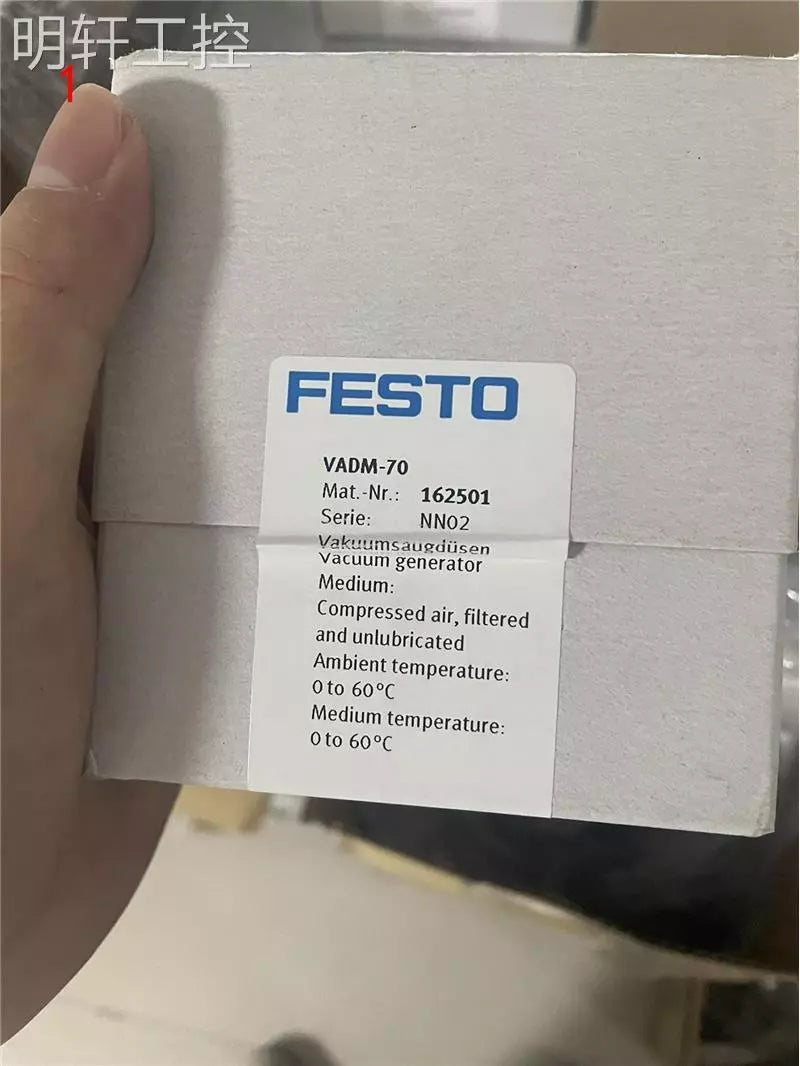 明轩工控
1
FESTO
VADM-70
Mat.-Nr.: 162501
Serie: NN02
Vakuumsaugdüsen
Vacuum generator
Medium:
Compressed air, filtered
and unlubricated
Ambient temperature:
0 to 60°C
Medium temperature:
0 to 60°C